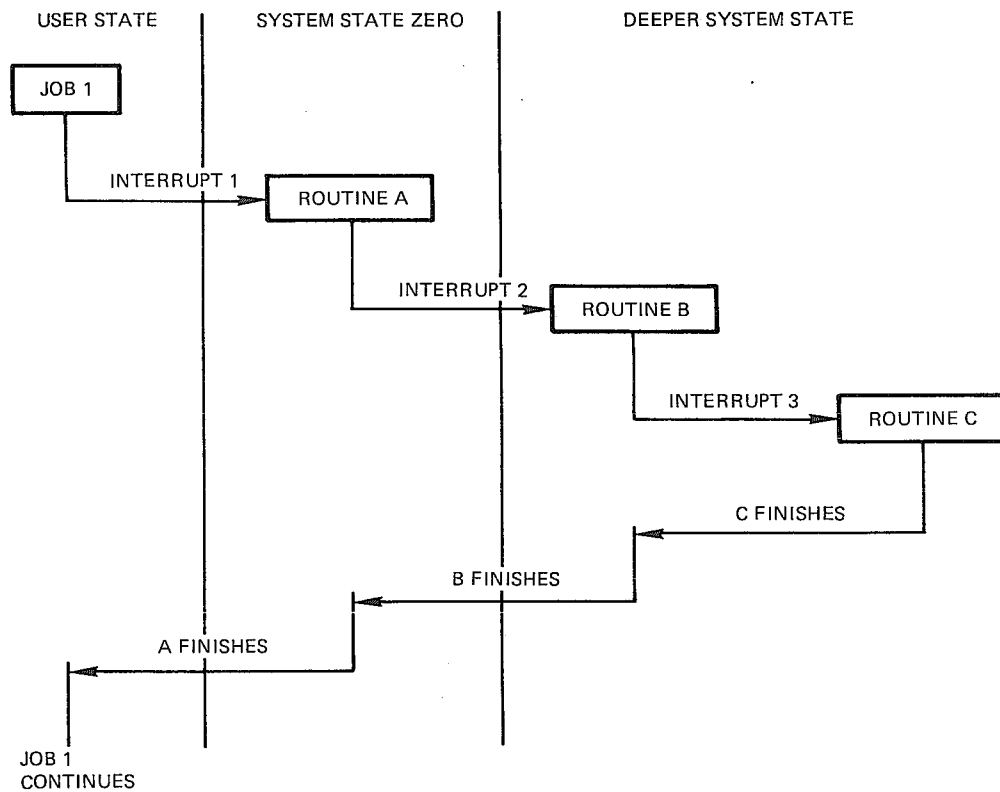 USER STATE
SYSTEM STATE ZERO
DEEPER SYSTEM STATE
JOB 1
INTERRUPT 1
ROUTINE A
INTERRUPT 2
ROUTINE B
INTERRUPT 3
ROUTINE C
C FINISHES
B FINISHES
A FINISHES
JOB 1
CONTINUES